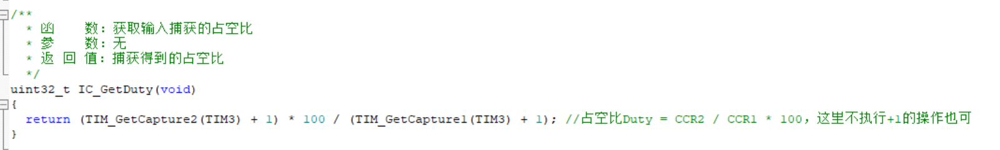 /**
  * 函    数：获取输入捕获的占空比
  * 参    数：无
  * 返 回 值：捕获得到的占空比
  */
uint32_t IC_GetDuty(void)
{
  return (TIM_GetCapture2(TIM3) + 1) * 100 / (TIM_GetCapture1(TIM3) + 1); //占空比Duty = CCR2 / CCR1 * 100，这里不执行+1的操作也可
}